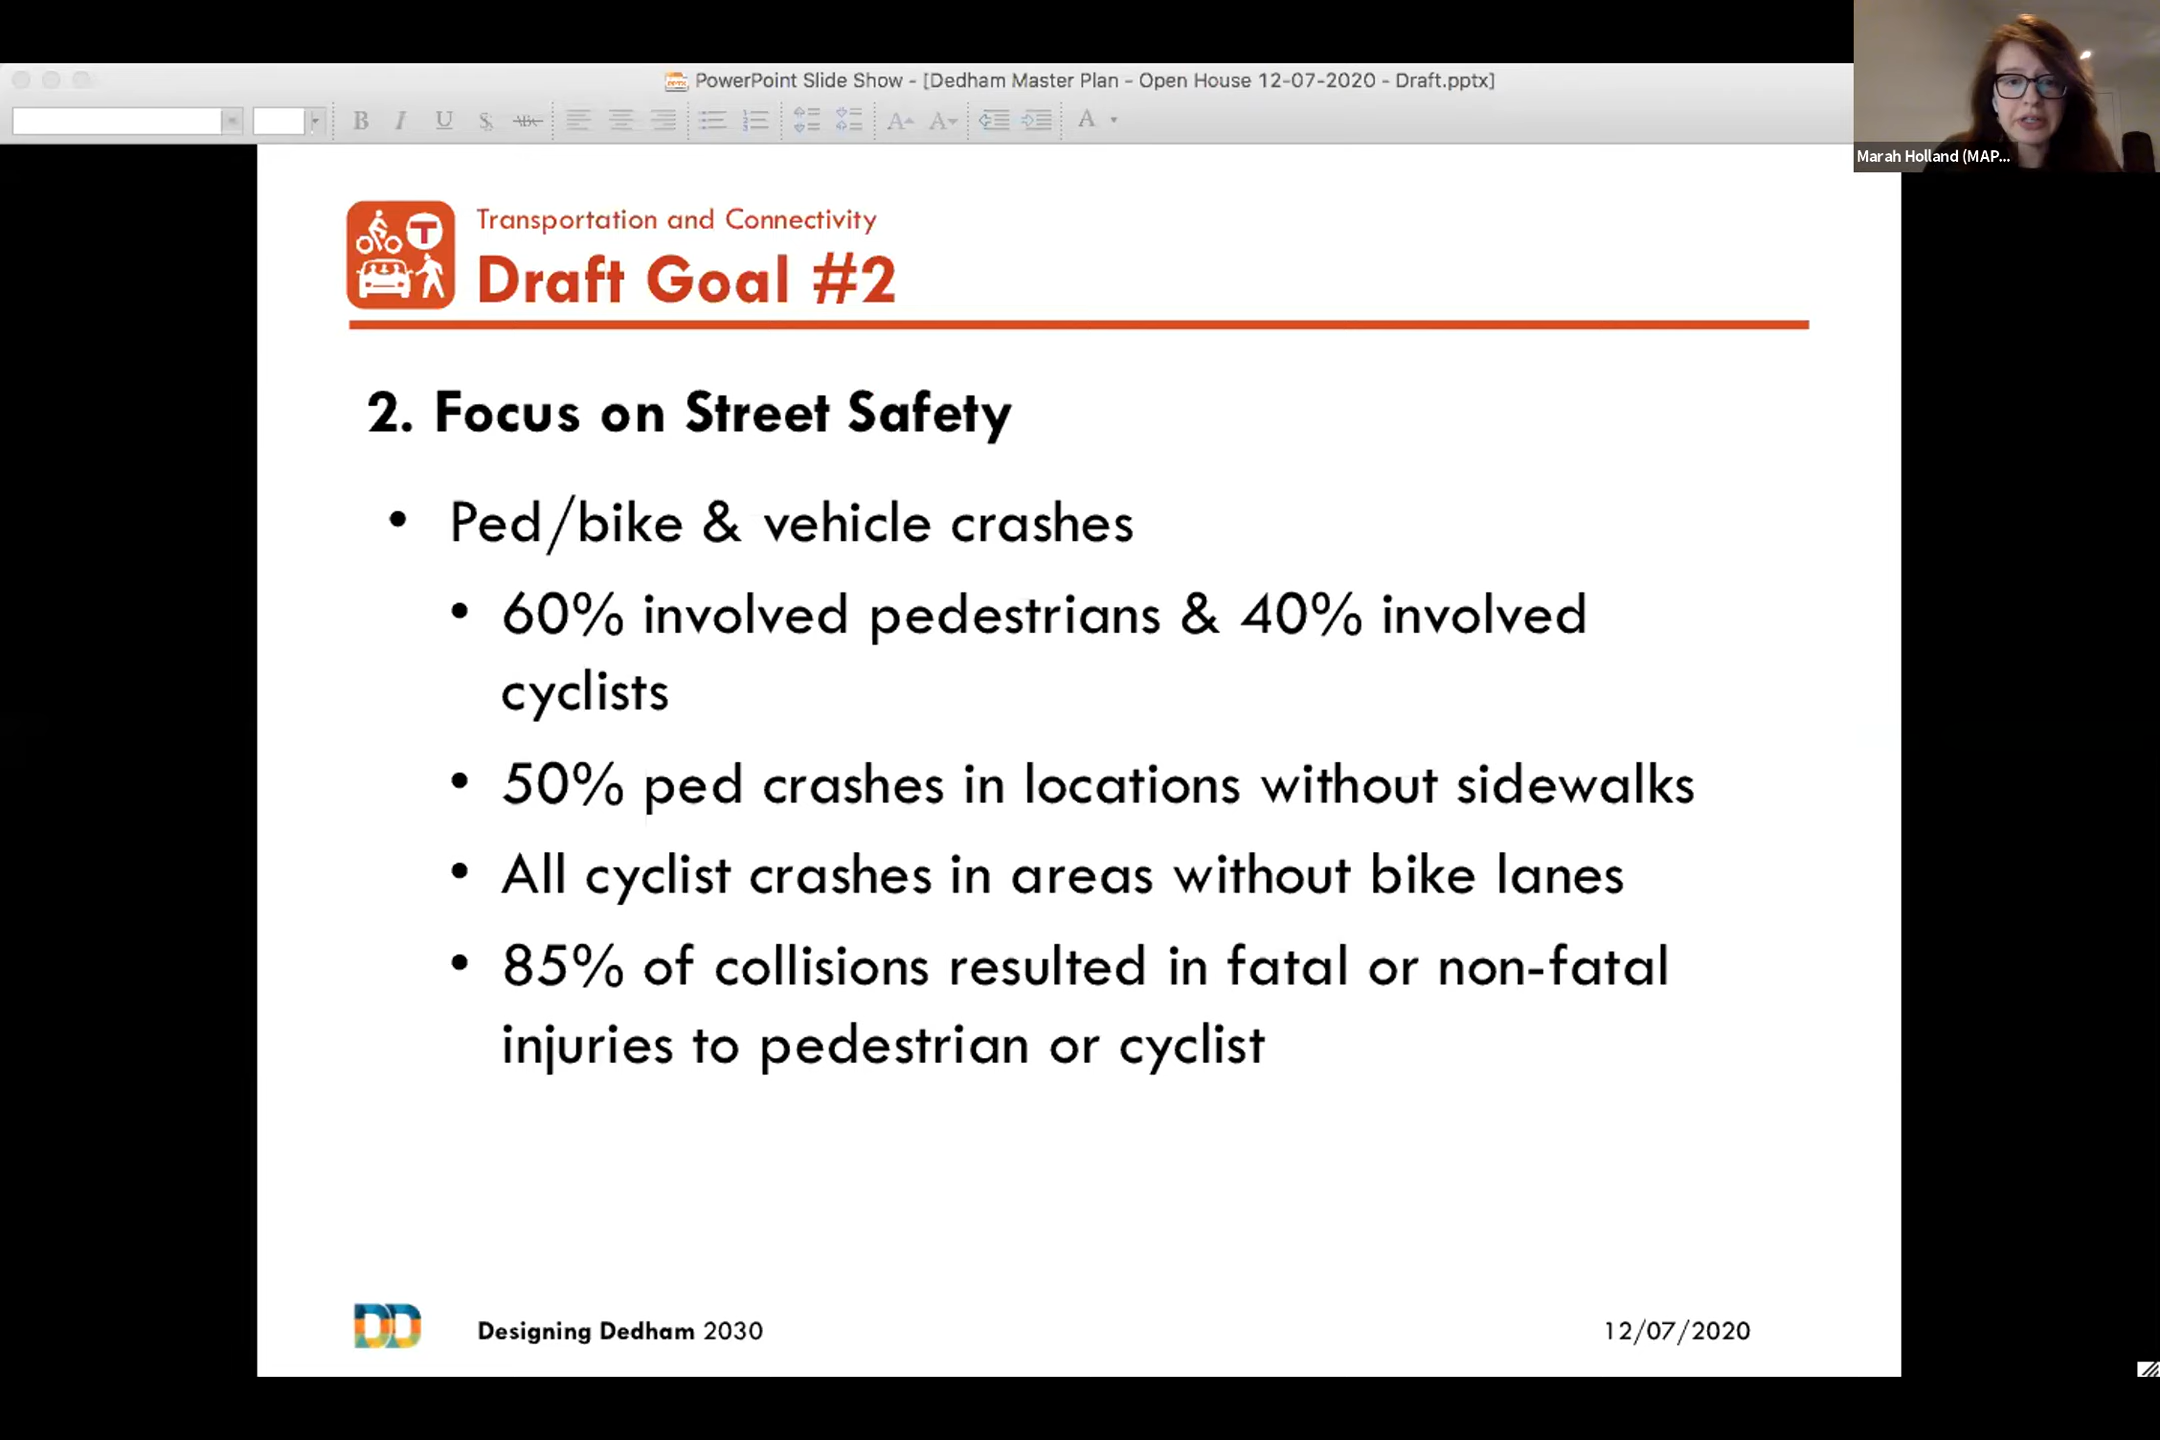 PowerPoint Slide Show - [Dedham Master Plan - Open House 12-07-2020 - Draft.pptx]
B I U S ABC A A A
Marah Holland (MAP...
T
Transportation and Connectivity
Draft Goal #2
2. Focus on Street Safety
• Ped/bike & vehicle crashes
• 60% involved pedestrians & 40% involved
cyclists
• 50% ped crashes in locations without sidewalks
• All cyclist crashes in areas without bike lanes
• 85% of collisions resulted in fatal or non-fatal
injuries to pedestrian or cyclist
DD
Designing Dedham 2030
12/07/2020